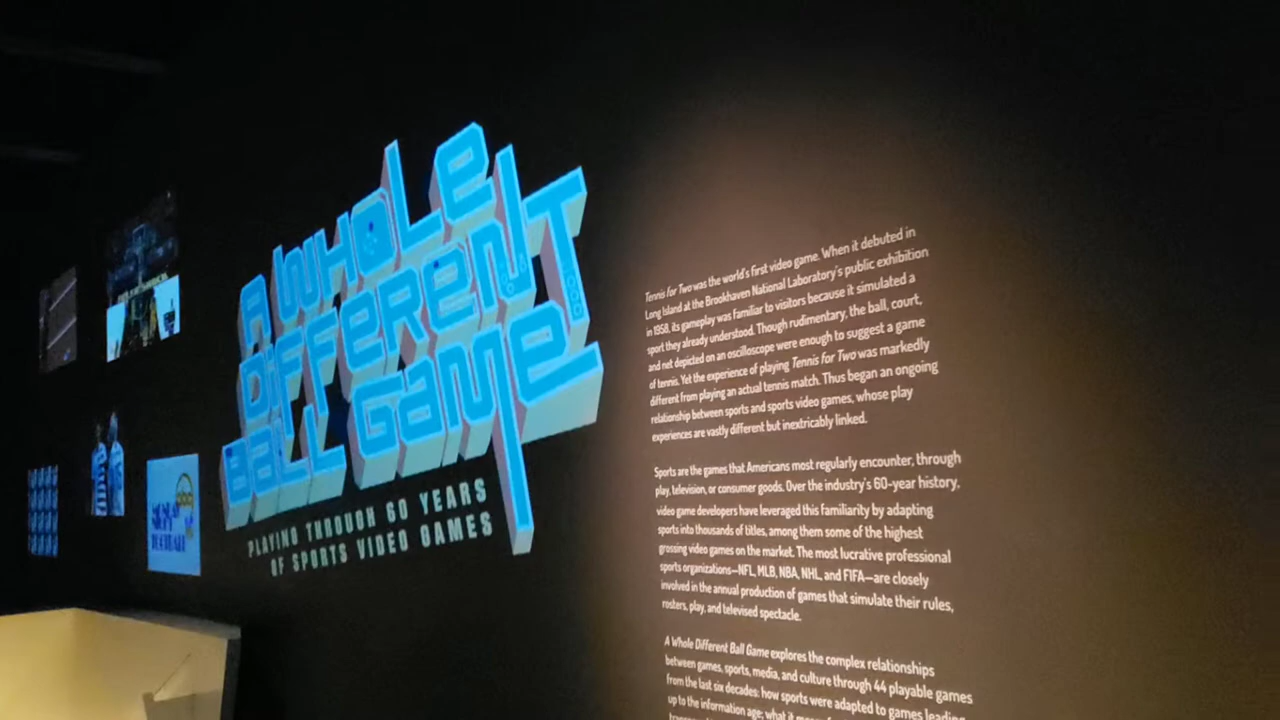 A WHOLE
DIFFERENT
BALL GAME
PLAYING THROUGH 60 YEARS
OF SPORTS VIDEO GAMES
Tennis for Two was the world's first video game. When it debuted in
Long Island at the Brookhaven National Laboratory's public exhibition
in 1958, its gameplay was familiar to visitors because it simulated a
sport they already understood. Though rudimentary, the ball, court,
and net depicted on an oscilloscope were enough to suggest a game
of tennis. Yet the experience of playing Tennis for Two was markedly
different from playing an actual tennis match. Thus began an ongoing
relationship between sports and sports video games, whose play
experiences are vastly different but inextricably linked.
Sports are the games that Americans most regularly encounter, through
play, television, or consumer goods. Over the industry's 60-year history,
video game developers have leveraged this familiarity by adapting
sports into thousands of titles, among them some of the highest
grossing video games on the market. The most lucrative professional
sports organizations—NFL, MLB, NBA, NHL, and FIFA—are closely
involved in the annual production of games that simulate their rules,
rosters, play, and televised spectacle.
A Whole Different Ball Game explores the complex relationships
between games, sports, media, and culture through 44 playable games
from the last six decades: how sports were adapted to games leading
up to the information age; what it